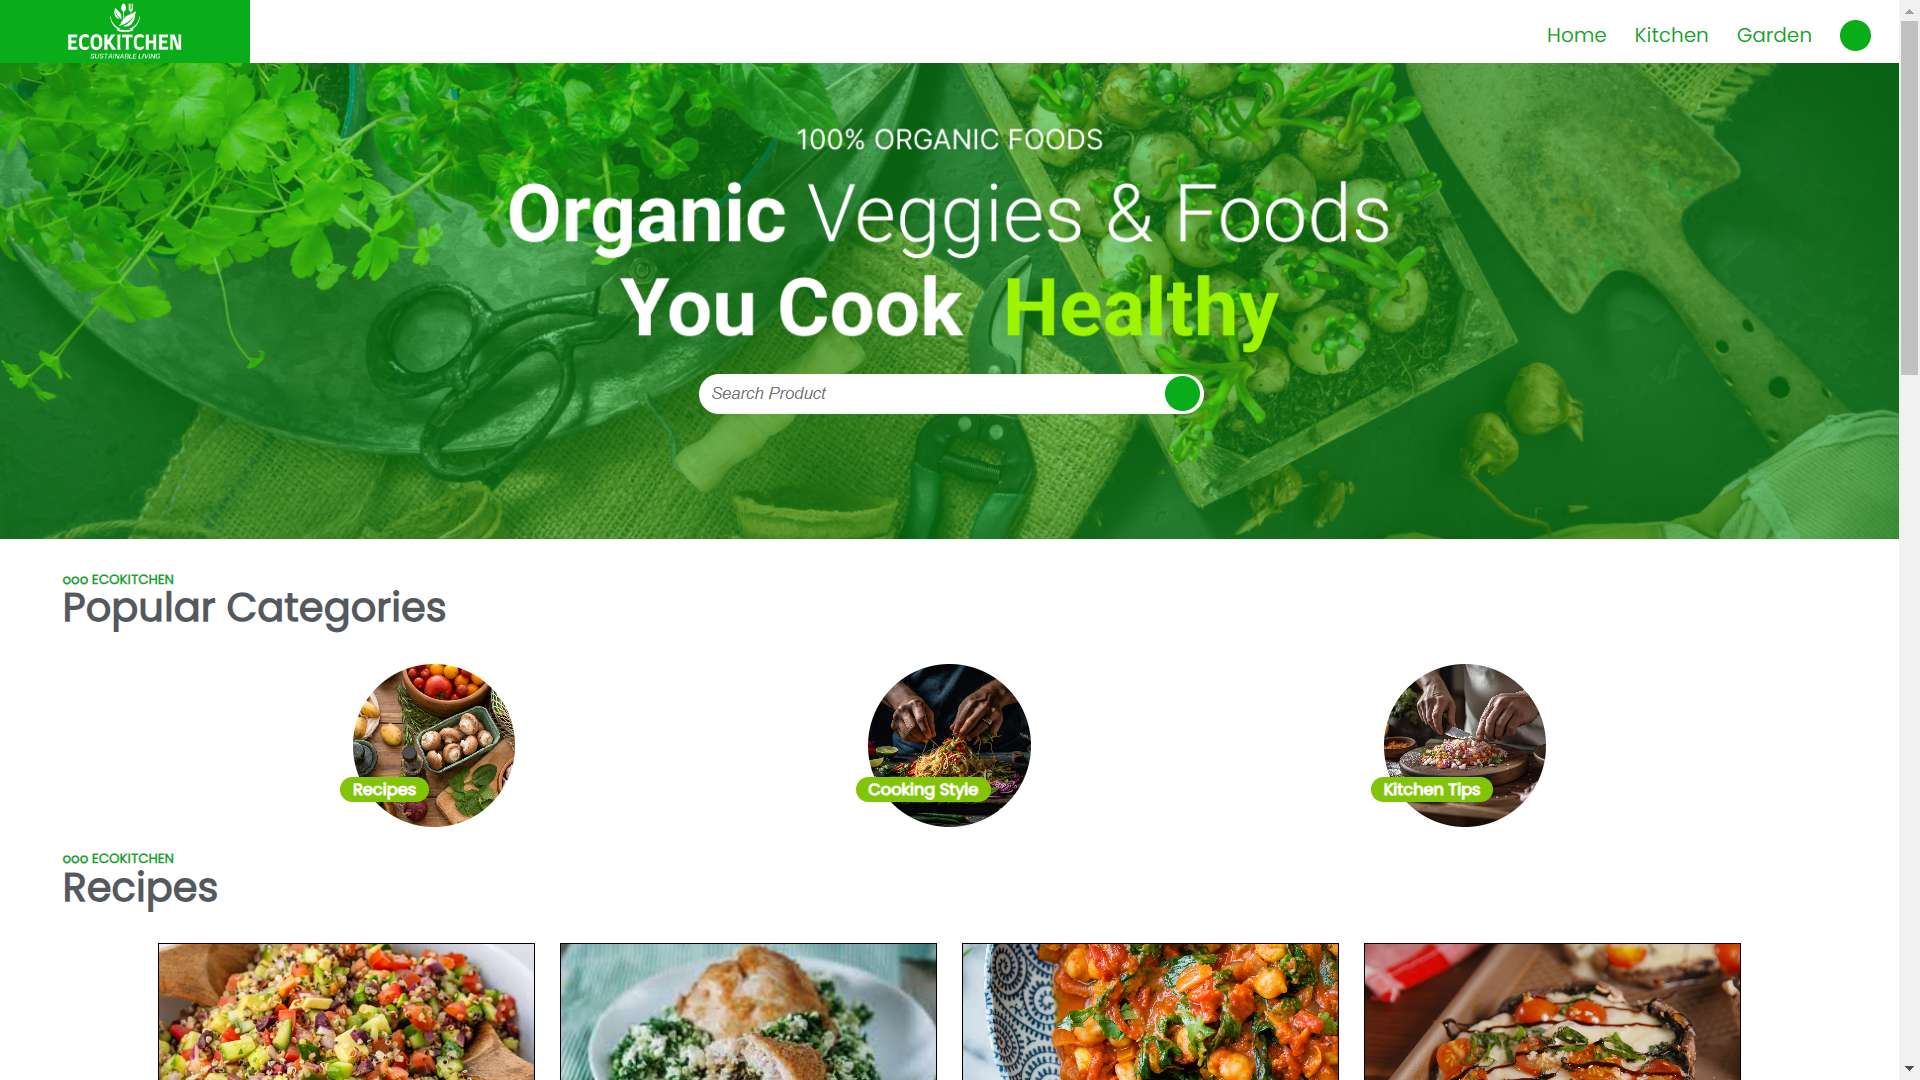 ECOKITCHEN
SUSTAINABLE LIVING
Home Kitchen Garden
100% ORGANIC FOODS
Organic Veggies & Foods
You Cook Healthy
Search Product
ooo ECOKITCHEN
Popular Categories
Recipes
Cooking Style
Kitchen Tips
ooo ECOKITCHEN
Recipes